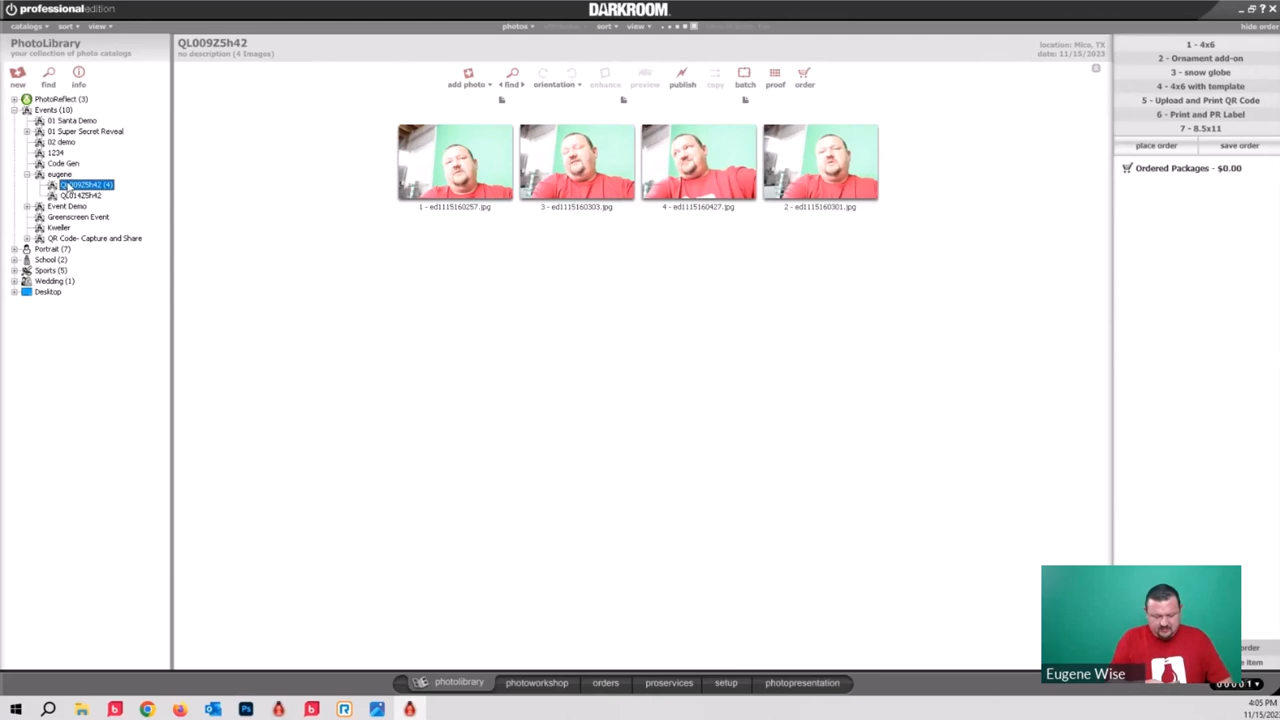 professionaledition
DARKROOM
catalogs sort view
photos
sort view
hide order
PhotoLibrary
your collection of photo catalogs
new find info
PhotoReflect (3)
Events (10)
01 Santa Demo
01 Super Secret Reveal
02 demo
1234
Code Gen
eugene
QL009Z5h42 (4)
QL014Z5h42
Event Demo
Greenscreen Event
Kweller
QR Code- Capture and Share
Portrait (7)
School (2)
Sports (5)
Wedding (1)
Desktop
QL009Z5h42
no description (4 Images)
location: Mico, TX
date: 11/15/2023
add photo find orientation enhance preview publish copy batch proof order
1 - ed1115160257.jpg
3 - ed1115160303.jpg
4 - ed1115160427.jpg
2 - ed1115160301.jpg
1 - 4x6
2 - Ornament add-on
3 - snow globe
4 - 4x6 with template
5 - Upload and Print QR Code
6 - Print and PR Label
7 - 8.5x11
place order save order
Ordered Packages - $0.00
order
item
Eugene Wise
photolibrary photoworkshop orders proservices setup photopresentation
00001
4:05 PM
11/15/202